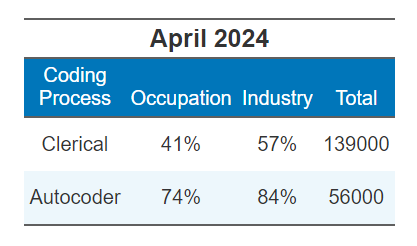 April 2024
Coding
Process Occupation Industry Total
Clerical 41% 57% 139000
Autocoder 74% 84% 56000